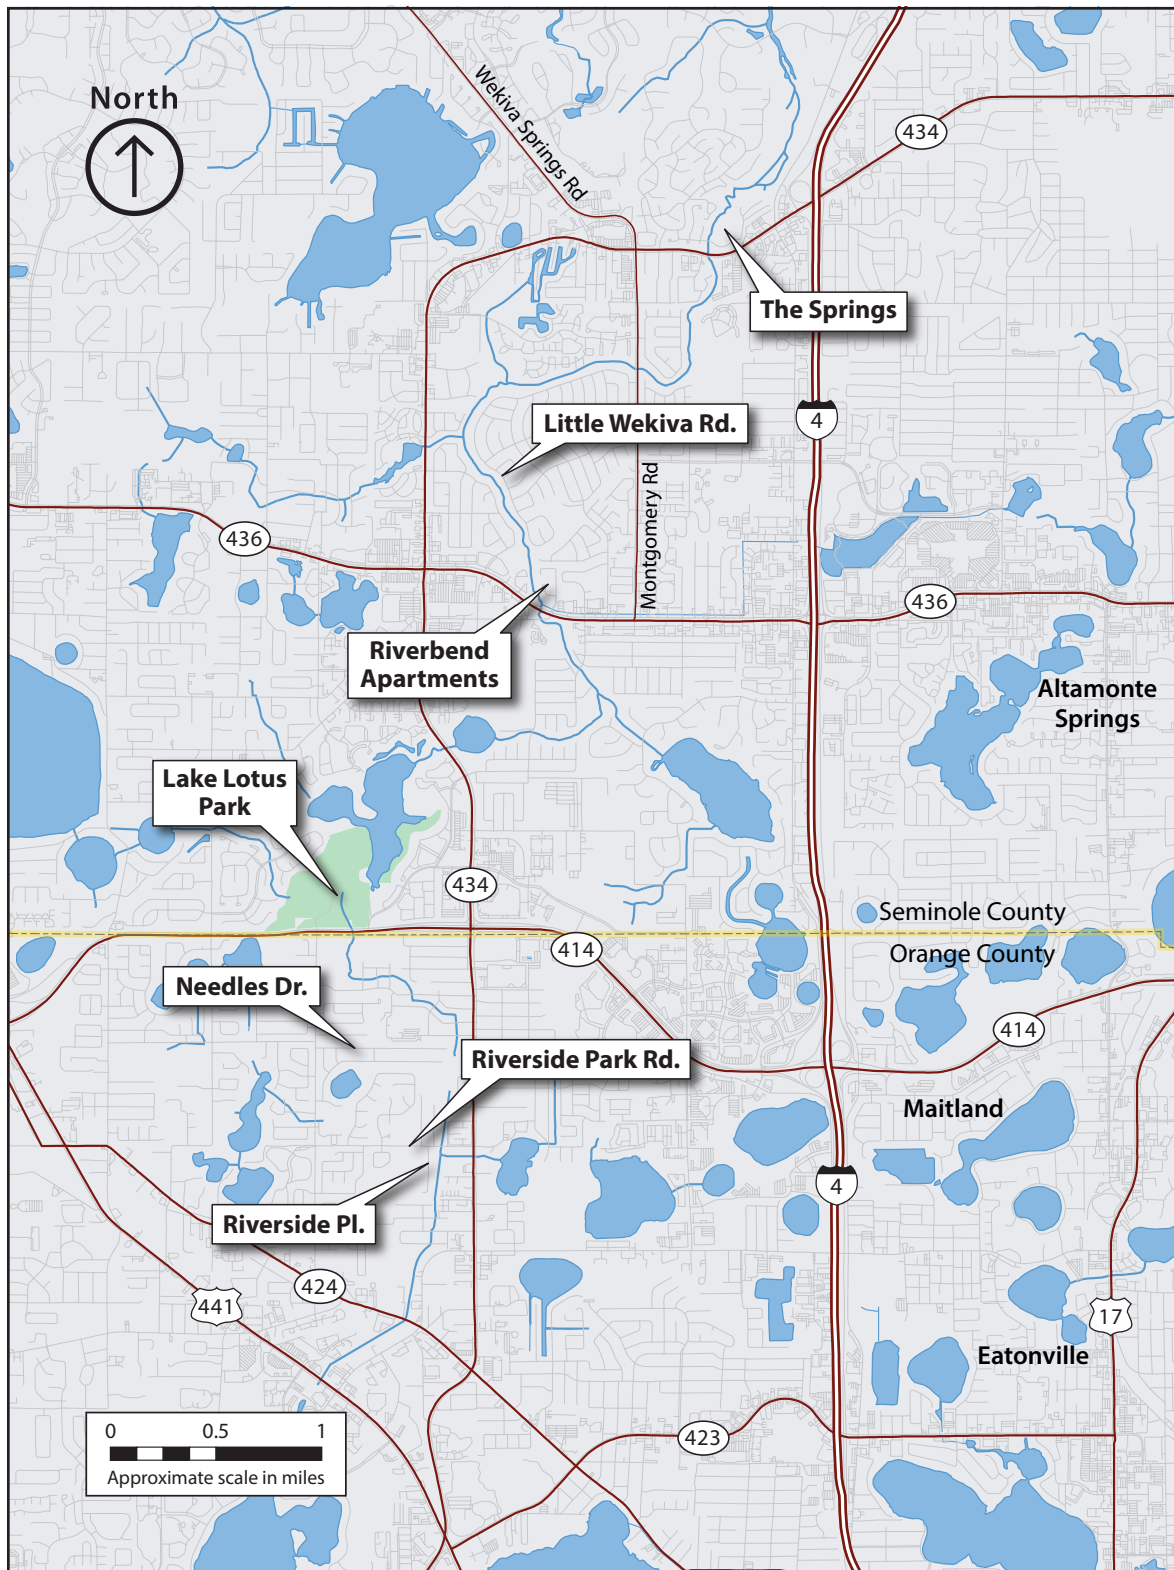 North
434
Wekiva Springs Rd
The Springs
Little Wekiva Rd.
4
Montgomery Rd
436
436
Riverbend
Apartments
Altamonte
Springs
Lake Lotus
Park
434
Seminole County
414
Orange County
Needles Dr.
414
Riverside Park Rd.
Maitland
4
Riverside Pl.
424
441
17
Eatonville
0 0.5 1
423
Approximate scale in miles